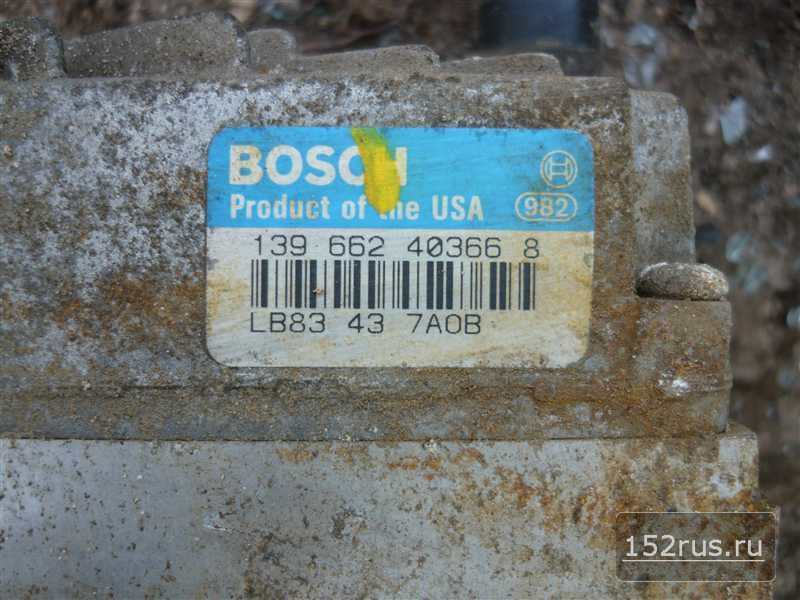 BOSCH
Product of the USA
982
139 662 40366 8
LB83 43 7A0B
152rus.ru